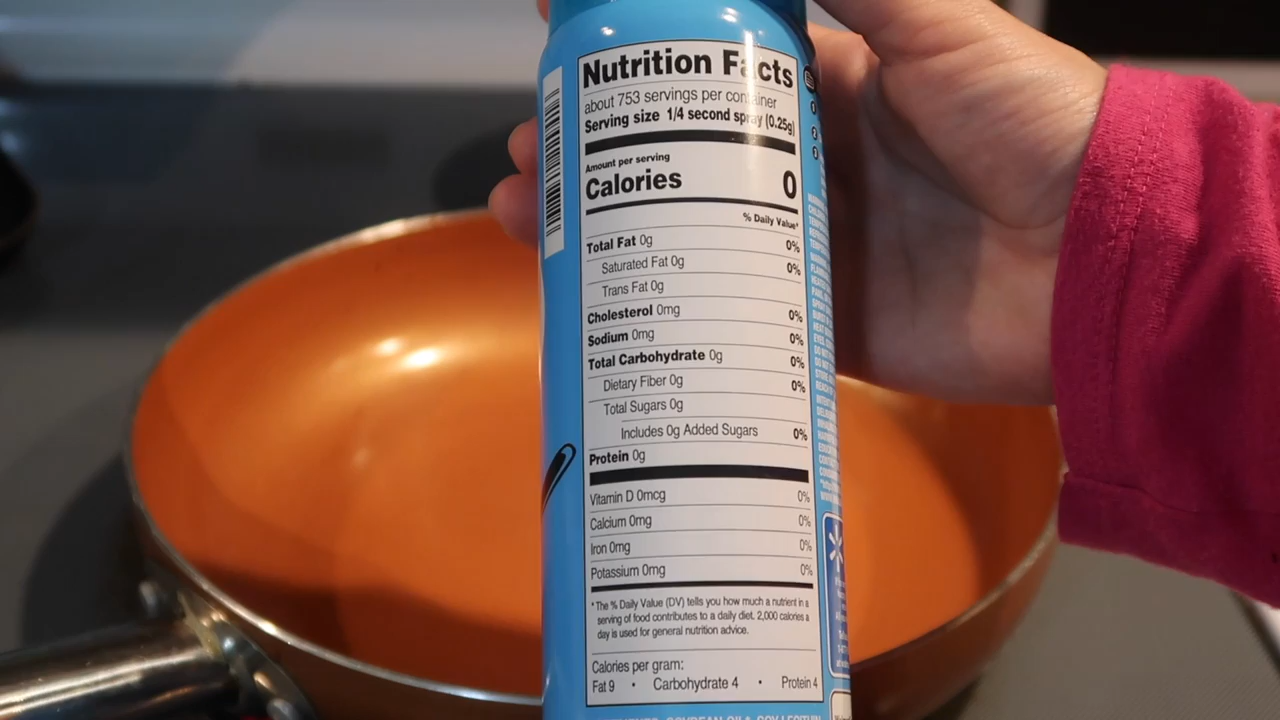 Nutrition Facts
about 753 servings per container
Serving size 1/4 second spray (0.25g)
Amount per serving
Calories 0
% Daily Value*
Total Fat 0g 0%
Saturated Fat 0g 0%
Trans Fat 0g
Cholesterol 0mg 0%
Sodium 0mg 0%
Total Carbohydrate 0g 0%
Dietary Fiber 0g 0%
Total Sugars 0g
Includes 0g Added Sugars 0%
Protein 0g
Vitamin D 0mcg 0%
Calcium 0mg 0%
Iron 0mg 0%
Potassium 0mg 0%
* The % Daily Value (DV) tells you how much a nutrient in a
serving of food contributes to a daily diet. 2,000 calories a
day is used for general nutrition advice.
Calories per gram:
Fat 9 • Carbohydrate 4 • Protein 4